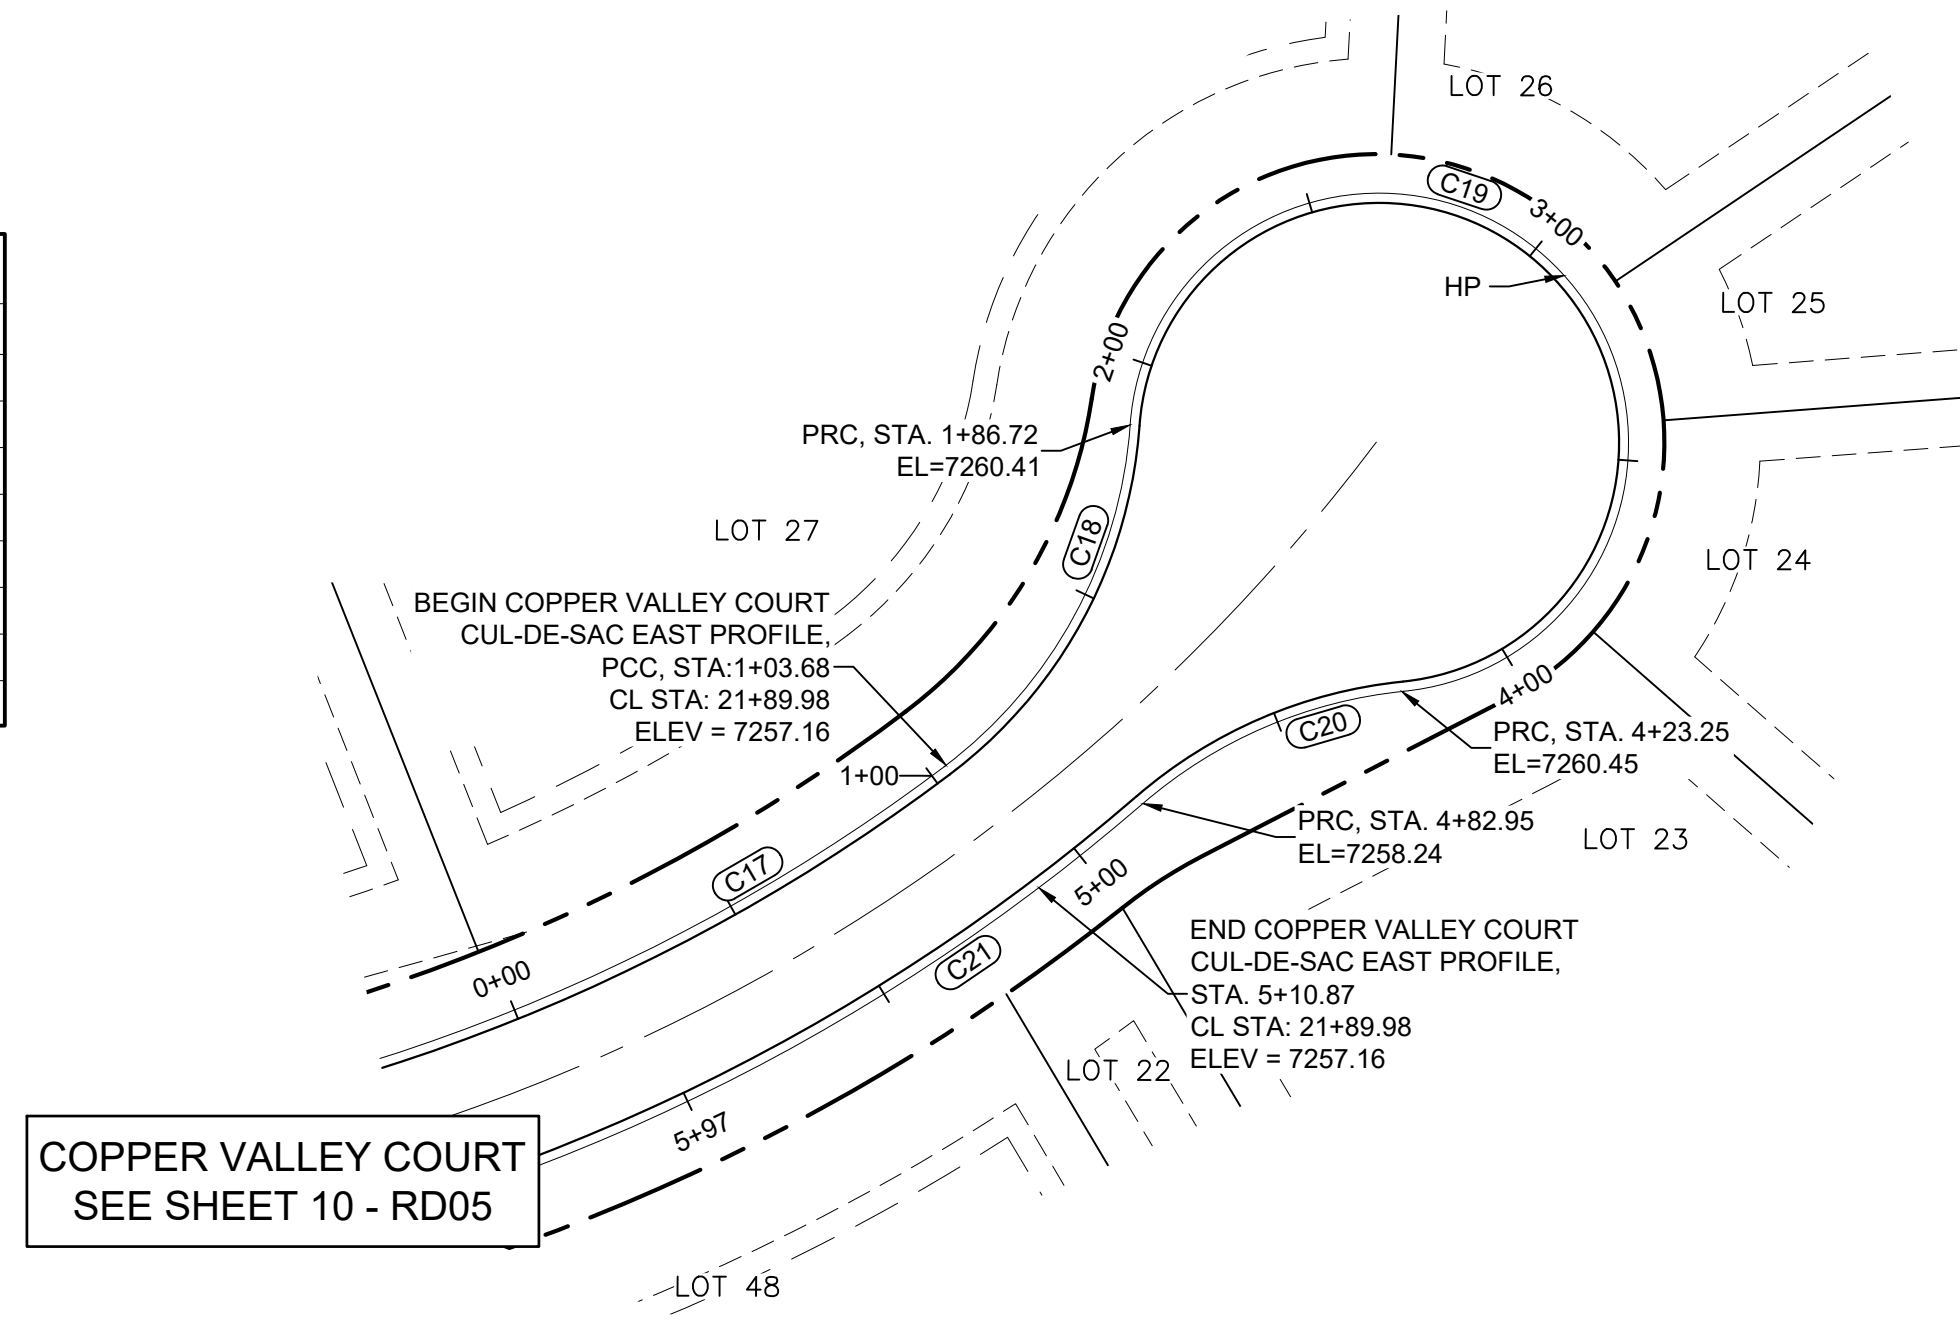 LOT 26
C19
3+00
HP
LOT 25
2+00
PRC, STA. 1+86.72
EL=7260.41
LOT 27
C18
LOT 24
BEGIN COPPER VALLEY COURT
CUL-DE-SAC EAST PROFILE,
PCC, STA:1+03.68
CL STA: 21+89.98
ELEV = 7257.16
1+00
4+00
C20
PRC, STA. 4+23.25
EL=7260.45
PRC, STA. 4+82.95
EL=7258.24
LOT 23
C17
5+00
END COPPER VALLEY COURT
CUL-DE-SAC EAST PROFILE,
STA. 5+10.87
CL STA: 21+89.98
ELEV = 7257.16
C21
0+00
LOT 22
5+97
COPPER VALLEY COURT
SEE SHEET 10 - RD05
LOT 48